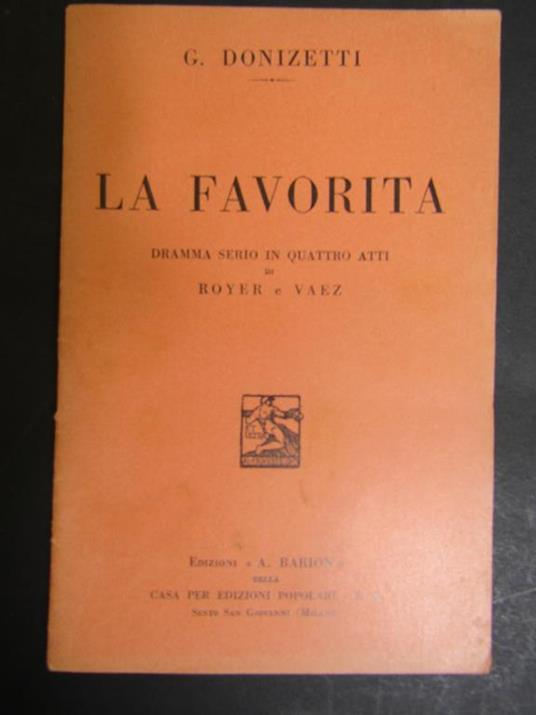 G. DONIZETTI
LA FAVORITA
DRAMMA SERIO IN QUATTRO ATTI
DI
ROYER e VAEZ
EDIZIONI « A. BARION »
DELLA
CASA PER EDIZIONI POPOLARI - S. A.
SESTO SAN GIOVANNI (MILANO)